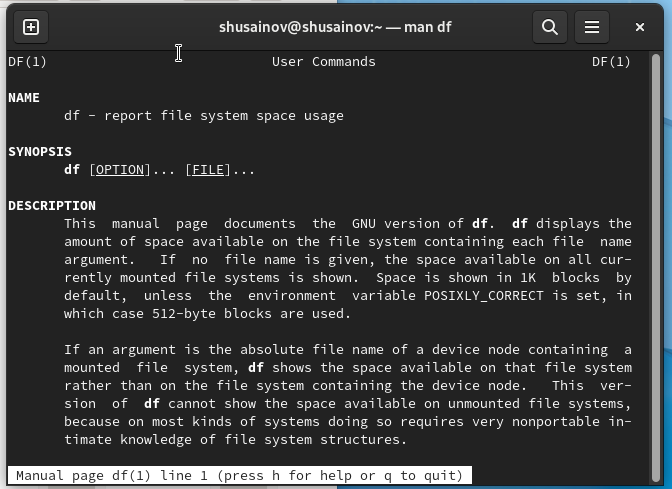 shusainov@shusainov:~ — man df
DF(1) User Commands DF(1)
NAME
df - report file system space usage
SYNOPSIS
df [OPTION]... [FILE]...
DESCRIPTION
This manual page documents the GNU version of df. df displays the
amount of space available on the file system containing each file name
argument. If no file name is given, the space available on all cur-
rently mounted file systems is shown. Space is shown in 1K blocks by
default, unless the environment variable POSIXLY_CORRECT is set, in
which case 512-byte blocks are used.
If an argument is the absolute file name of a device node containing a
mounted file system, df shows the space available on that file system
rather than on the file system containing the device node. This ver-
sion of df cannot show the space available on unmounted file systems,
because on most kinds of systems doing so requires very nonportable in-
timate knowledge of file system structures.
Manual page df(1) line 1 (press h for help or q to quit)